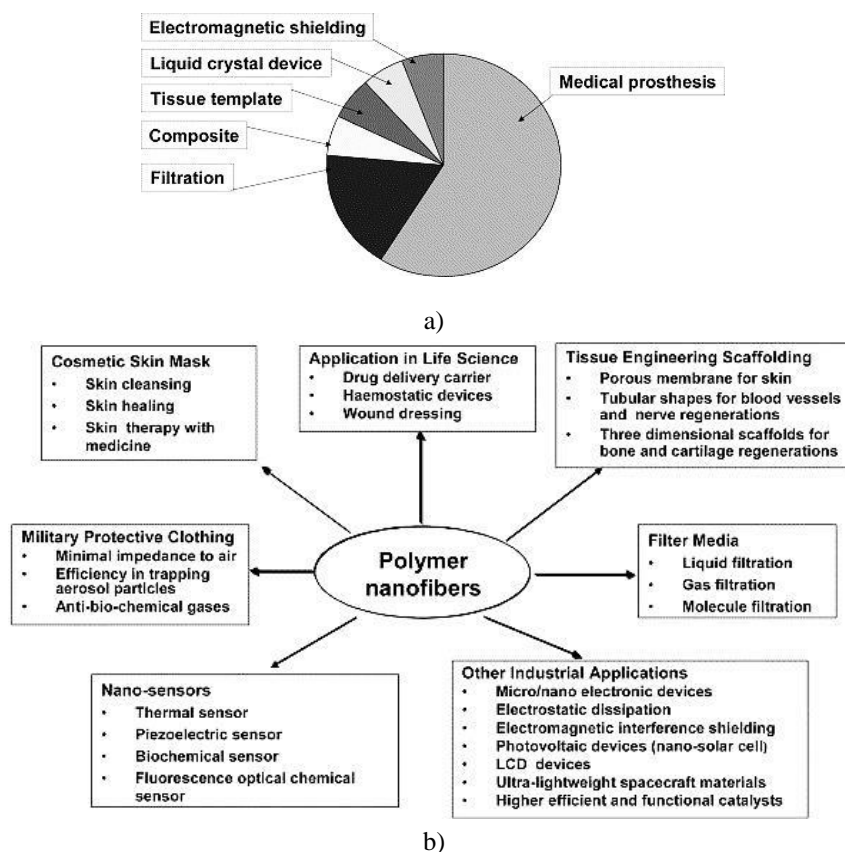 Electromagnetic shielding
Liquid crystal device
Tissue template
Composite
Filtration
Medical prosthesis
a)
Cosmetic Skin Mask
• Skin cleansing
• Skin healing
• Skin therapy with
medicine
Application in Life Science
• Drug delivery carrier
• Haemostatic devices
• Wound dressing
Tissue Engineering Scaffolding
• Porous membrane for skin
• Tubular shapes for blood vessels
and nerve regenerations
• Three dimensional scaffolds for
bone and cartilage regenerations
Military Protective Clothing
• Minimal impedance to air
• Efficiency in trapping
aerosol particles
• Anti-bio-chemical gases
Polymer
nanofibers
Filter Media
• Liquid filtration
• Gas filtration
• Molecule filtration
Nano-sensors
• Thermal sensor
• Piezoelectric sensor
• Biochemical sensor
• Fluorescence optical chemical
sensor
Other Industrial Applications
• Micro/nano electronic devices
• Electrostatic dissipation
• Electromagnetic interference shielding
• Photovoltaic devices (nano-solar cell)
• LCD devices
• Ultra-lightweight spacecraft materials
• Higher efficient and functional catalysts
b)